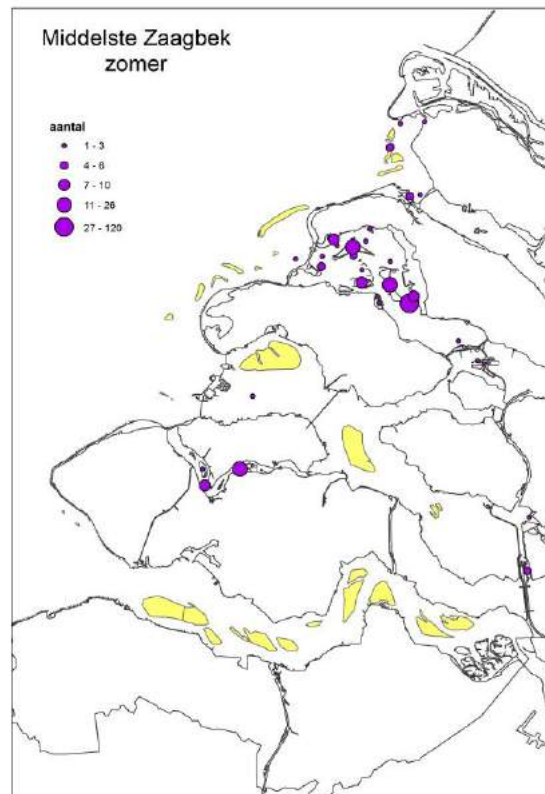 Middelste Zaagbek
zomer
aantal
1 - 3
4 - 6
7 - 10
11 - 26
27 - 120